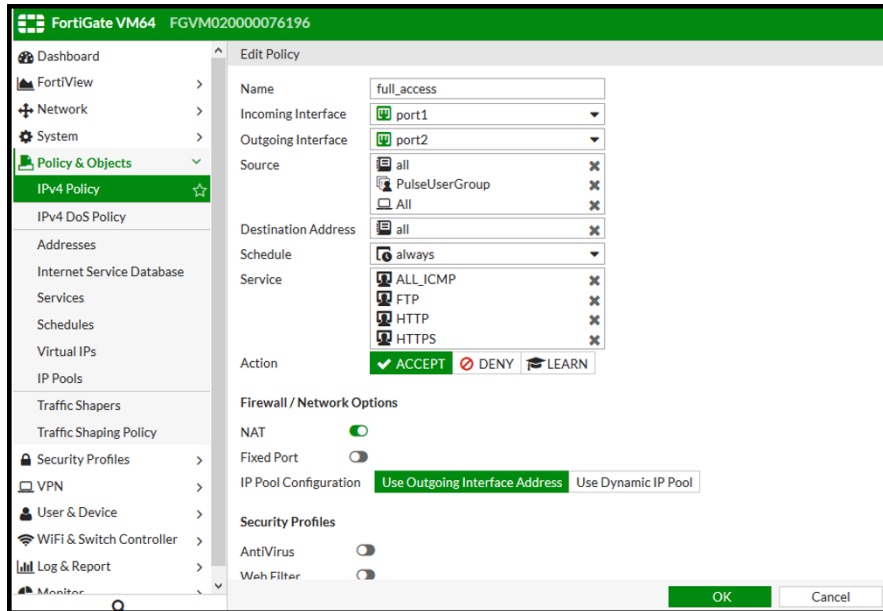 FortiGate VM64 FGVM020000076196
Dashboard
FortiView
Network
System
Policy & Objects
IPv4 Policy
IPv4 DoS Policy
Addresses
Internet Service Database
Services
Schedules
Virtual IPs
IP Pools
Traffic Shapers
Traffic Shaping Policy
Security Profiles
VPN
User & Device
WiFi & Switch Controller
Log & Report
Monitor
Edit Policy
Name full_access
Incoming Interface port1
Outgoing Interface port2
Source all
PulseUserGroup
All
Destination Address all
Schedule always
Service ALL_ICMP
FTP
HTTP
HTTPS
Action ACCEPT DENY LEARN
Firewall / Network Options
NAT
Fixed Port
IP Pool Configuration Use Outgoing Interface Address Use Dynamic IP Pool
Security Profiles
AntiVirus
Web Filter
OK Cancel